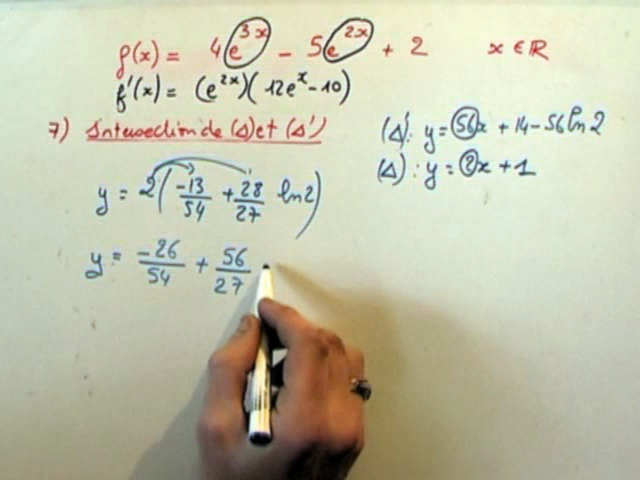 f(x) = 4e^{3x} - 5e^{2x} + 2    x ∈ ℝ
f'(x) = (e^{2x})(12e^x - 10)
7) Intersection de (Δ) et (Δ')
(Δ'): y = 56x + 14 - 56 ln 2
(Δ): y = 2x + 1
y = 2(-13/54 + 28/27 ln 2)
y = -26/54 + 56/27